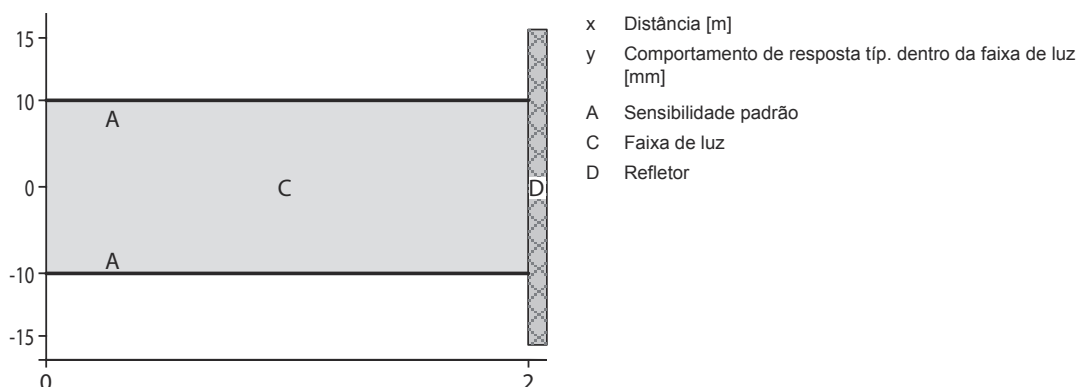 15
10
0
-10
-15
0
2
A
C
A
D
x Distância [m]
y Comportamento de resposta típ. dentro da faixa de luz
[mm]
A Sensibilidade padrão
C Faixa de luz
D Refletor